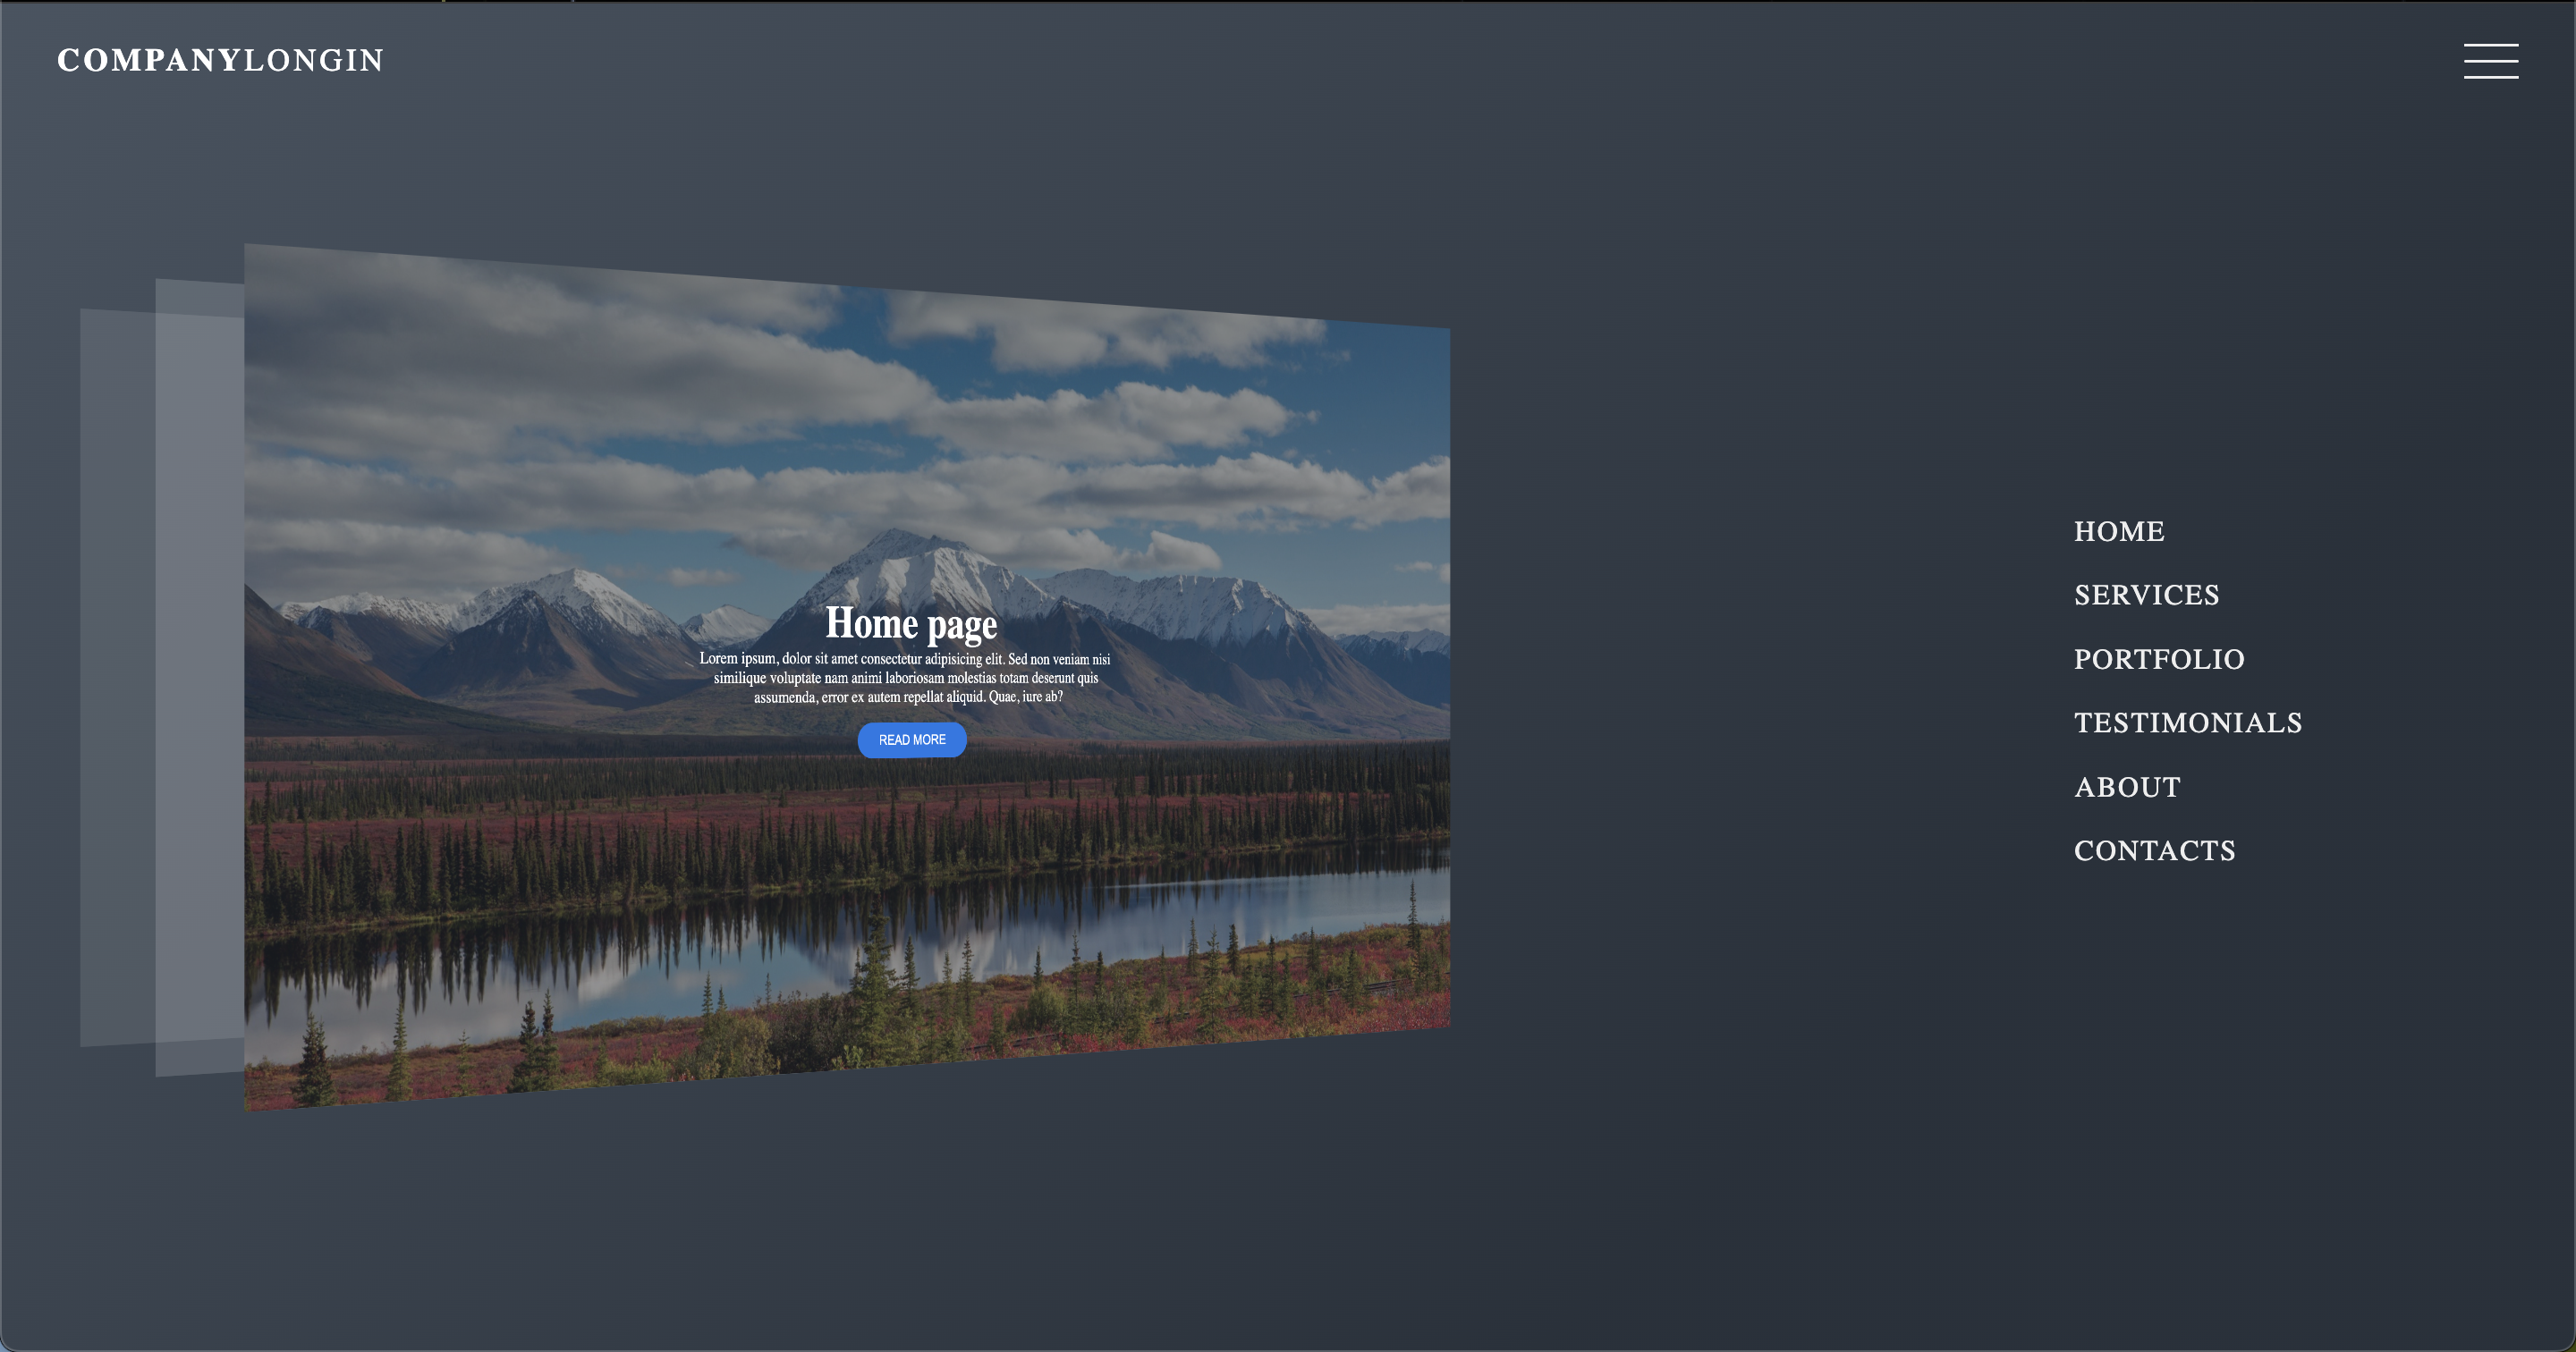 COMPANYLONGIN
Home page
Lorem ipsum, dolor sit amet consectetur adipisicing elit. Sed non veniam nisi
similique voluptate nam animi laboriosam molestias totam deserunt quis
assumenda, error ex autem repellat aliquid. Quae, iure ab?
READ MORE
HOME
SERVICES
PORTFOLIO
TESTIMONIALS
ABOUT
CONTACTS